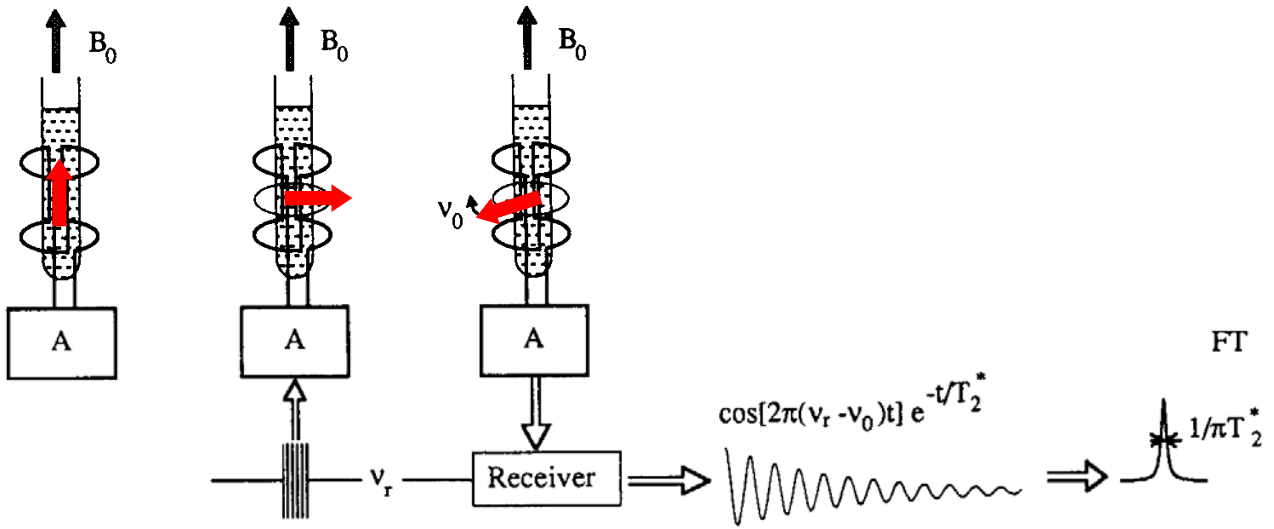 B₀
B₀
B₀
ν₀
A
A
A
FT
cos[2π(νᵣ -ν₀)t] e^-t/T₂*
1/πT₂*
νᵣ
Receiver